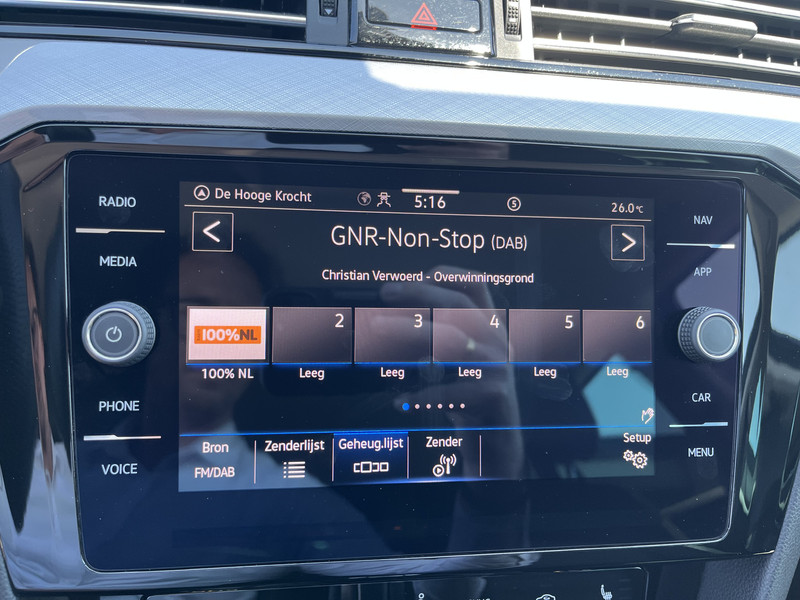 RADIO
MEDIA
PHONE
VOICE
De Hooge Krocht
5:16
S
26.0°C
GNR-Non-Stop (DAB)
Christian Verwoerd - Overwinningsgrond
100%NL
2
3
4
5
6
100% NL
Leeg
Leeg
Leeg
Leeg
Leeg
Bron
FM/DAB
Zenderlijst
Geheug.lijst
Zender
Setup
NAV
APP
CAR
MENU